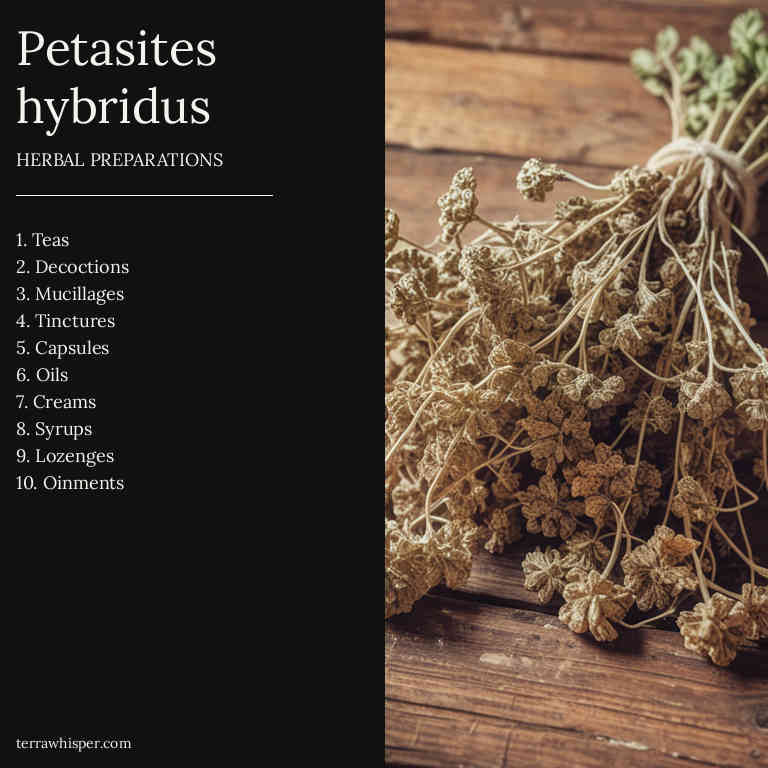 Petasites
hybridus
HERBAL PREPARATIONS
1. Teas
2. Decoctions
3. Mucillages
4. Tinctures
5. Capsules
6. Oils
7. Creams
8. Syrups
9. Lozenges
10. Oinments
terrawhisper.com